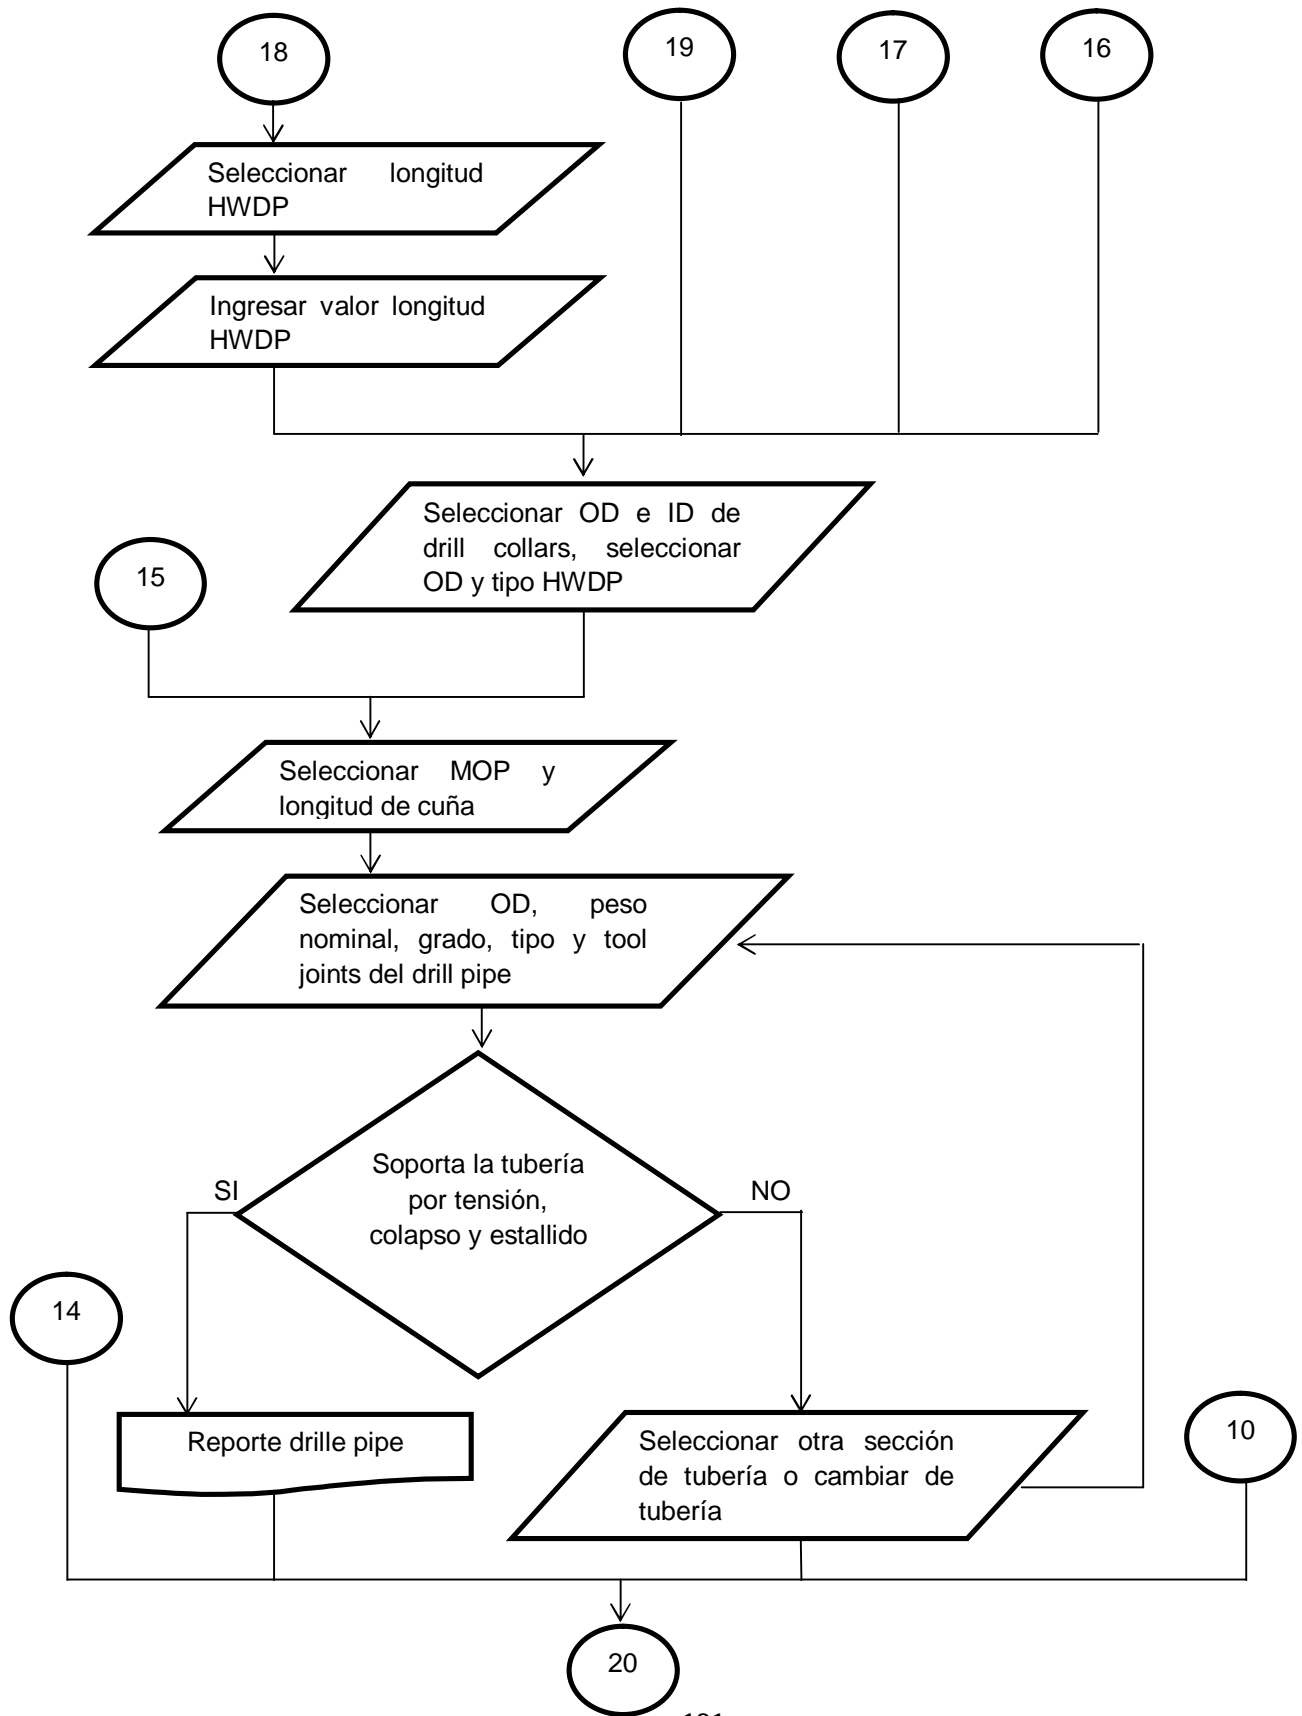 18
19
17
16
Seleccionar longitud
HWDP
Ingresar valor longitud
HWDP
Seleccionar OD e ID de
drill collars, seleccionar
OD y tipo HWDP
15
Seleccionar MOP y
longitud de cuña
Seleccionar OD, peso
nominal, grado, tipo y tool
joints del drill pipe
Soporta la tubería
por tensión,
colapso y estallido
SI
NO
14
Reporte drille pipe
Seleccionar otra sección
de tubería o cambiar de
tubería
10
20